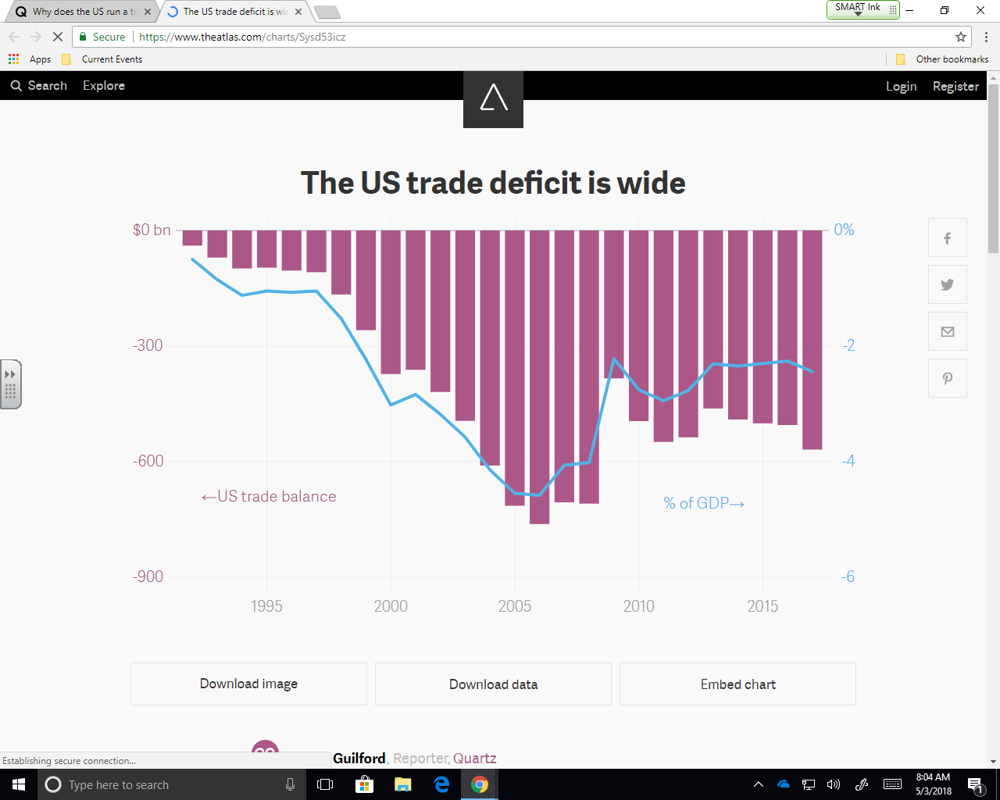 Why does the US run a tr
The US trade deficit is wi
SMART Ink
Secure
https://www.theatlas.com/charts/Sysd53icz
Apps
Current Events
Other bookmarks
Search
Explore
Login
Register
The US trade deficit is wide
$0 bn
0%
-300
-2
-600
-4
←US trade balance
% of GDP→
-900
-6
1995
2000
2005
2010
2015
Download image
Download data
Embed chart
Guilford, Reporter, Quartz
Establishing secure connection...
Type here to search
8:04 AM
5/3/2018
1